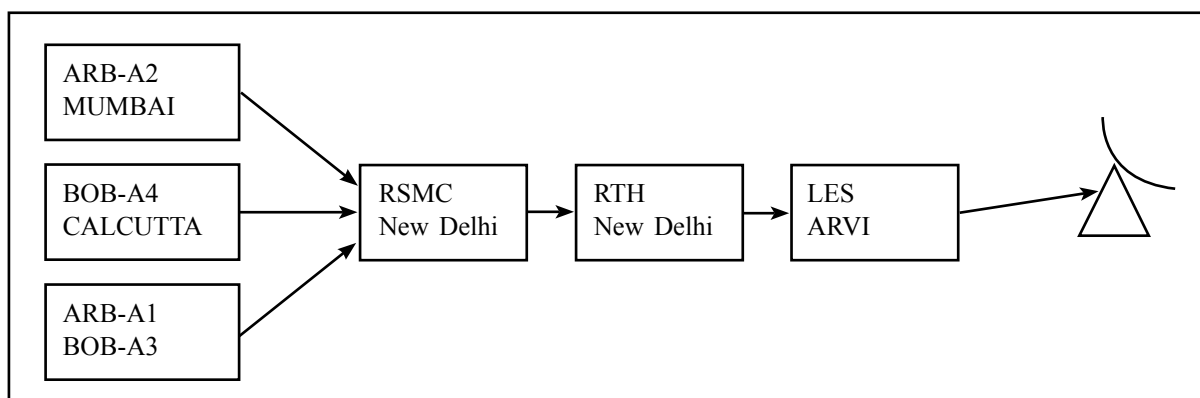 ARB-A2
MUMBAI
BOB-A4
CALCUTTA
ARB-A1
BOB-A3
RSMC
New Delhi
RTH
New Delhi
LES
ARVI